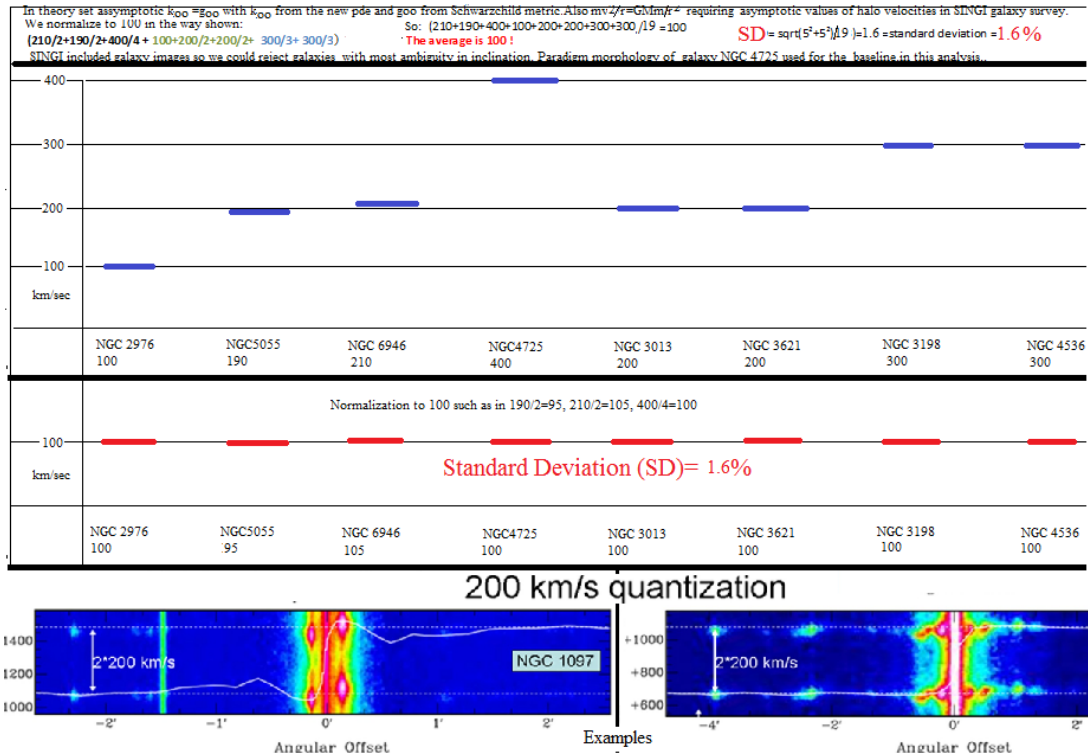 In theory set assymptotic k₀₀ =g₀₀ with k₀₀ from the new pde and goo from Schwarzchild metric.Also mv²/r=GMm/r² requiring asymptotic values of halo velocities in SINGI galaxy survey.
We normalize to 100 in the way shown:
So: (210+190+400+100+200+200+300+300)/19 =100
SD= sqrt(5²+5²)/19 )=1.6 =standard deviation =1.6%
(210/2+190/2+400/4 + 100+200/2+200/2+ 300/3+ 300/3)
The average is 100 !
SINGI included galaxy images so we could reject galaxies with most ambiguity in inclination. Paradigm morphology of galaxy NGC 4725 used for the baseline in this analysis..
400
300
200
100
km/sec
NGC 2976 NGC5055 NGC 6946 NGC4725 NGC 3013 NGC 3621 NGC 3198 NGC 4536
100 190 210 400 200 200 300 300
Normalization to 100 such as in 190/2=95, 210/2=105, 400/4=100
100
km/sec
Standard Deviation (SD)= 1.6%
NGC 2976 NGC5055 NGC 6946 NGC4725 NGC 3013 NGC 3621 NGC 3198 NGC 4536
100 95 105 100 100 100 100 100
200 km/s quantization
1400
1200
1000
2*200 km/s
NGC 1097
-2' -1' 0' 1' 2'
Angular Offset
+1000
+800
+600
2*200 km/s
-4' -2' 0' 2'
Angular Offset
Examples